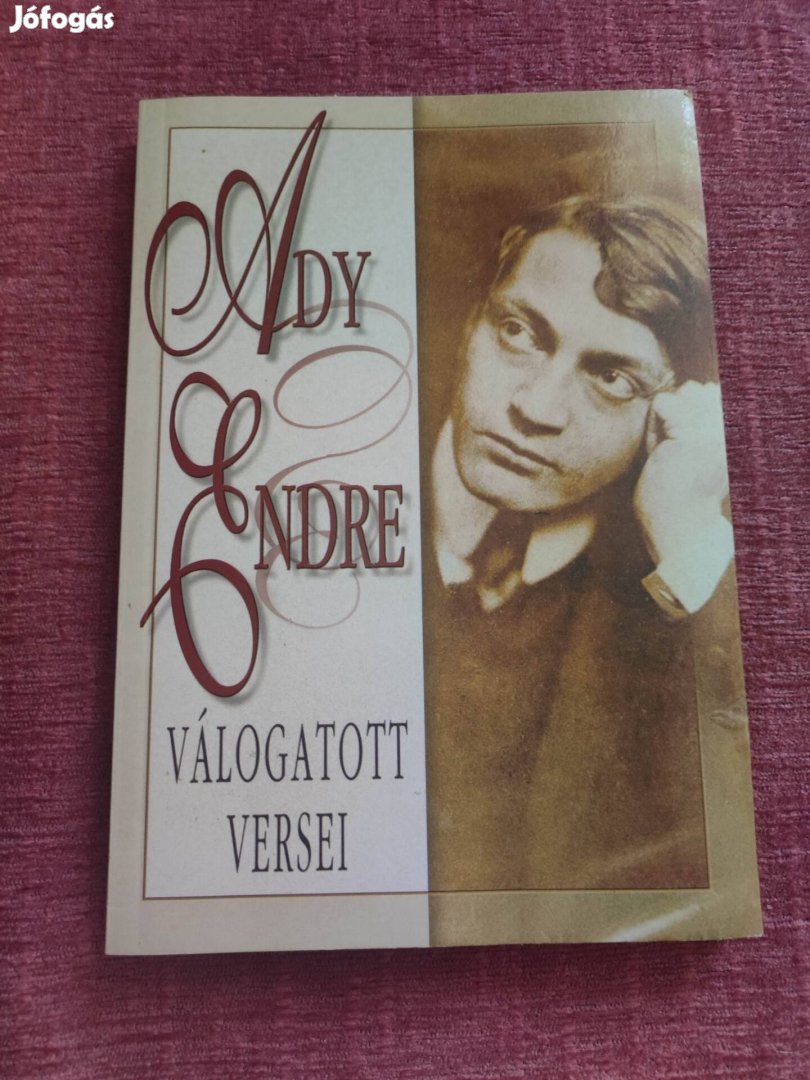 Jófogás
ADY
ENDRE
VÁLOGATOTT
VERSEI